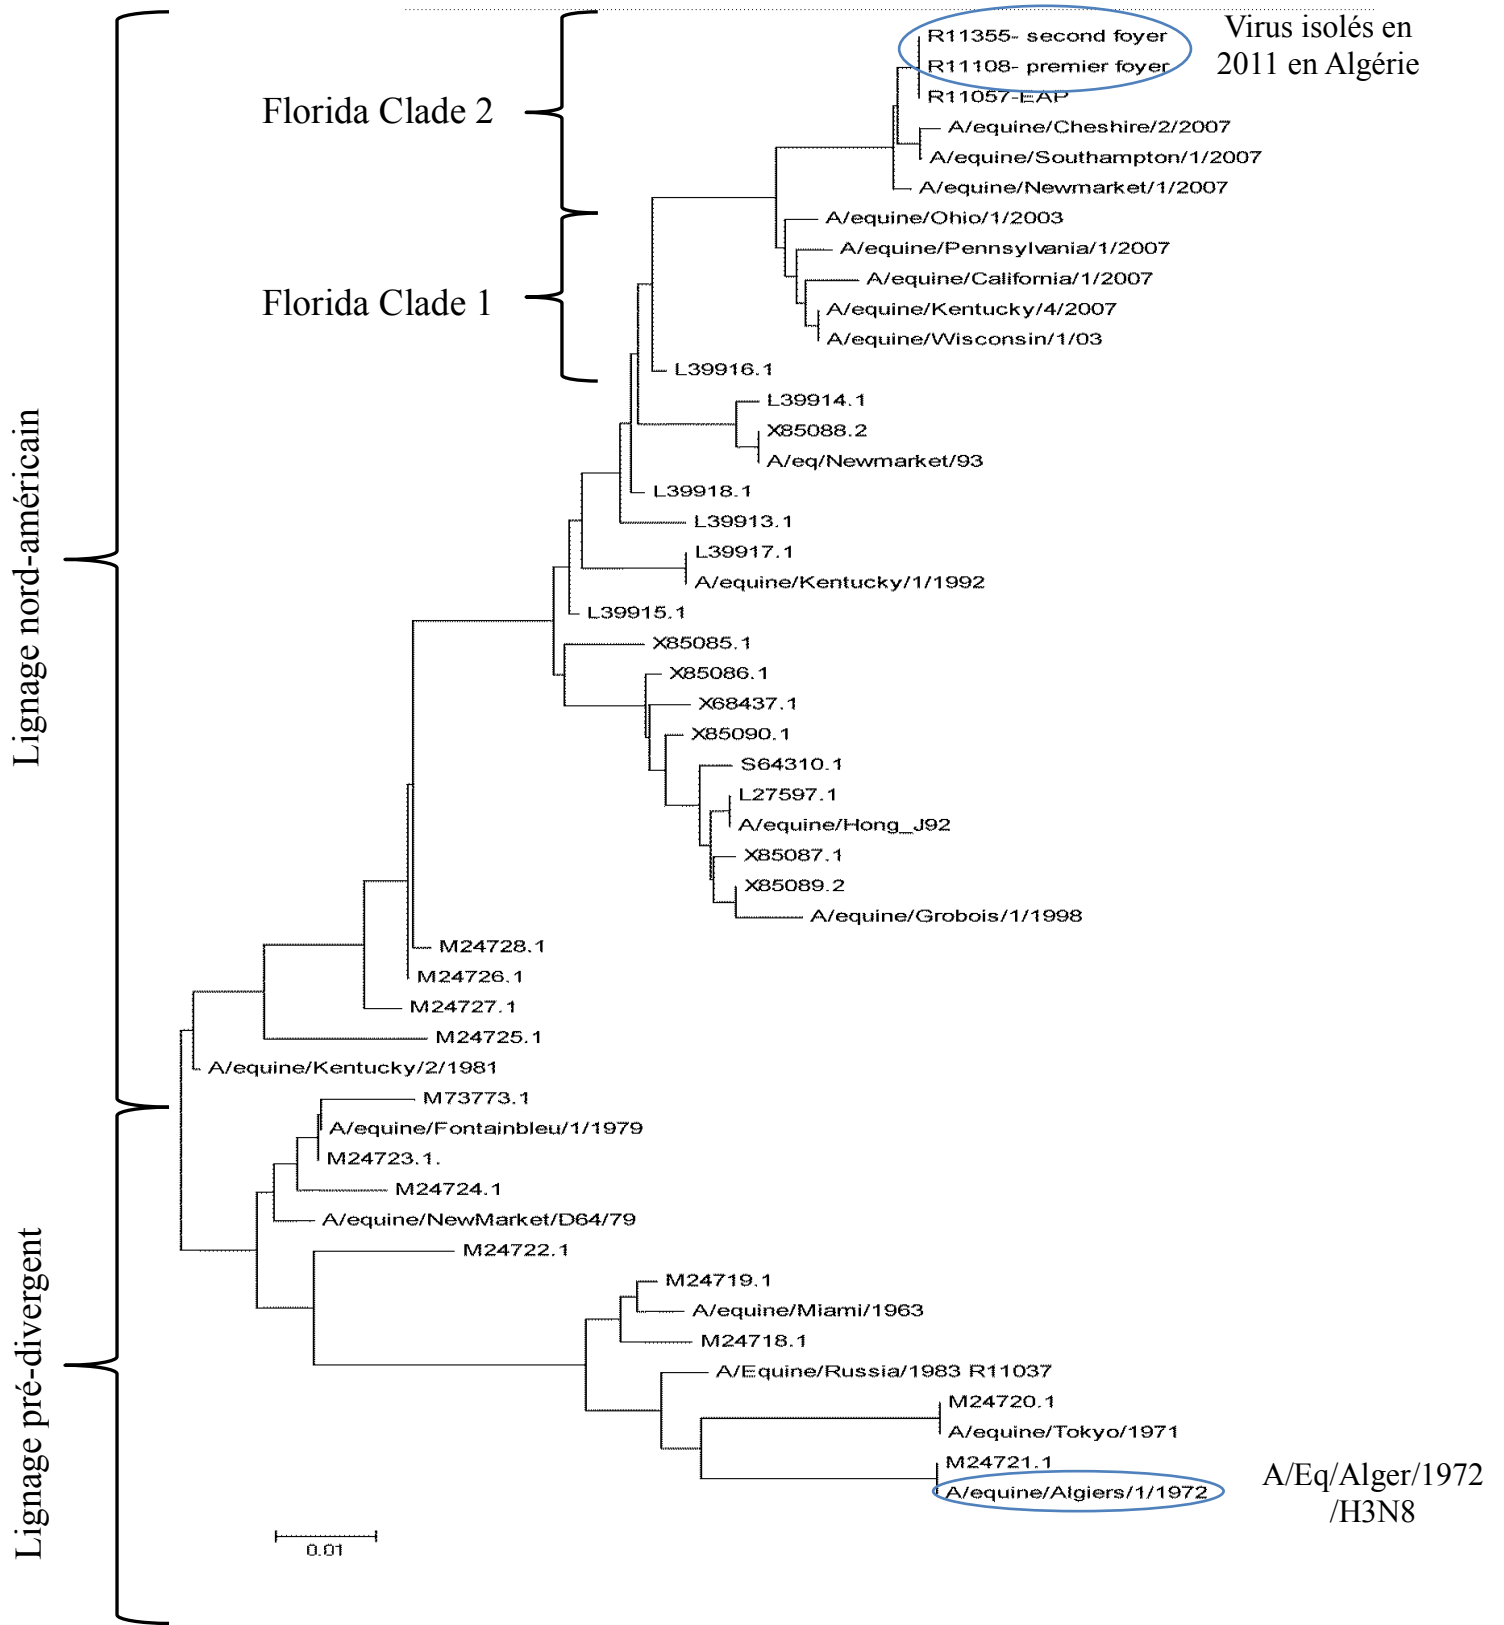 R11355- second foyer
R11108- premier foyer
R11057-EAP
Virus isolés en
2011 en Algérie
Florida Clade 2
A/equine/Cheshire/2/2007
A/equine/Southampton/1/2007
A/equine/Newmarket/1/2007
A/equine/Ohio/1/2003
A/equine/Pennsylvania/1/2007
Florida Clade 1
A/equine/California/1/2007
A/equine/Kentucky/4/2007
A/equine/Wisconsin/1/03
L39916.1
L39914.1
X85088.2
A/eq/Newmarket/93
L39918.1
L39913.1
L39917.1
A/equine/Kentucky/1/1992
Lignage nord-américain
L39915.1
X85085.1
X85086.1
X68437.1
X85090.1
S64310.1
L27597.1
A/equine/Hong_J92
X85087.1
X85089.2
A/equine/Grobois/1/1998
M24728.1
M24726.1
M24727.1
M24725.1
A/equine/Kentucky/2/1981
M73773.1
A/equine/Fontainbleu/1/1979
M24723.1.
M24724.1
A/equine/NewMarket/D64/79
M24722.1
M24719.1
A/equine/Miami/1963
M24718.1
Lignage pré-divergent
A/Equine/Russia/1983 R11037
M24720.1
A/equine/Tokyo/1971
M24721.1
A/equine/Algiers/1/1972
A/Eq/Alger/1972
/H3N8
0.01